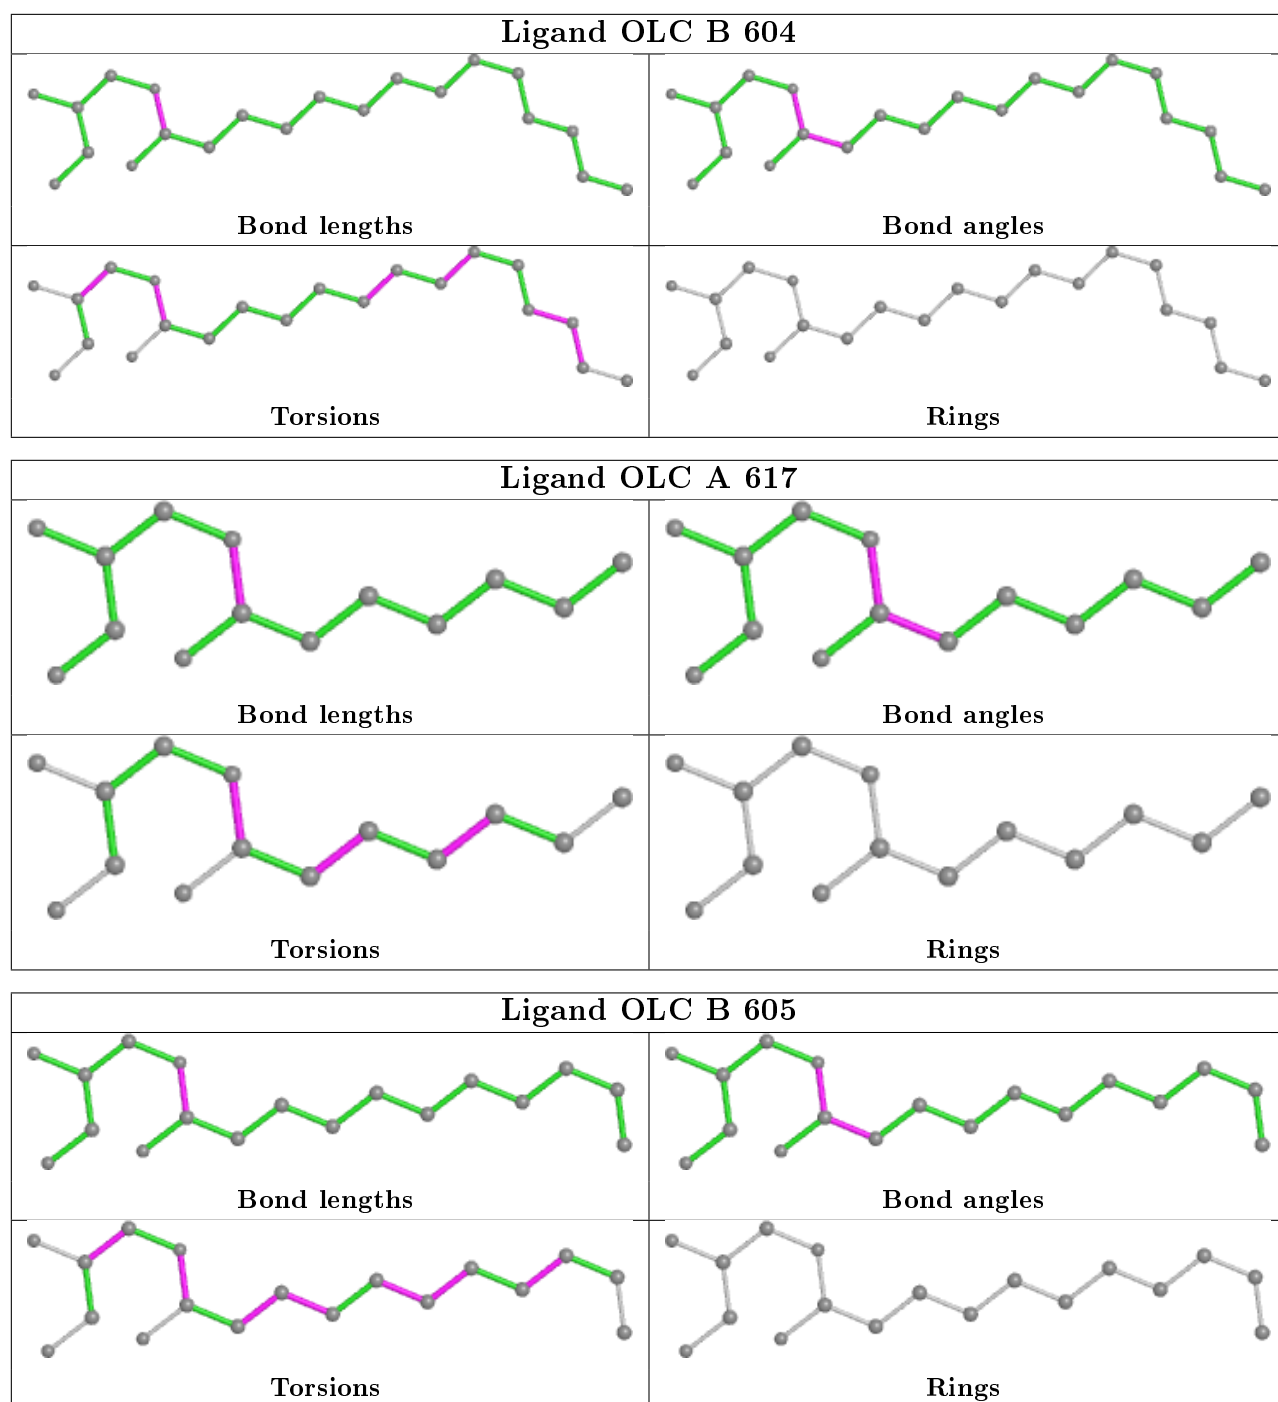 Ligand OLC B 604
Bond lengths
Bond angles
Torsions
Rings
Ligand OLC A 617
Bond lengths
Bond angles
Torsions
Rings
Ligand OLC B 605
Bond lengths
Bond angles
Torsions
Rings